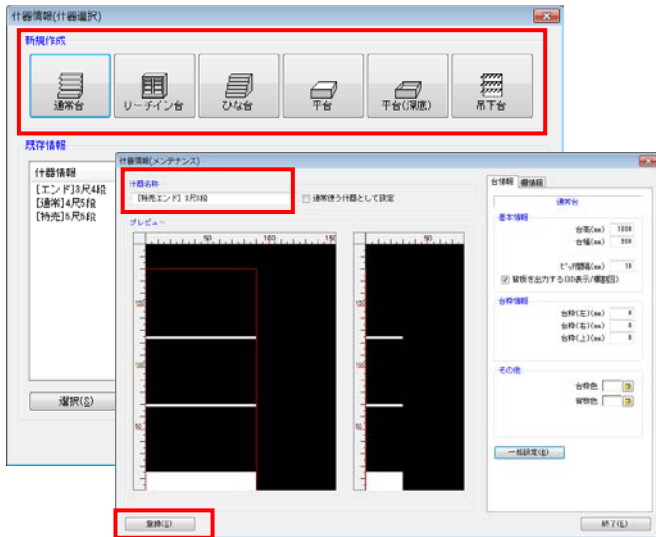 什器情報(什器選択)
新規作成
通常台
リーチイン台
ひな台
平台
平台(深底)
吊下台
既存情報
什器情報
[エンド]3尺4段
[通常]4尺5段
[特売]5尺5段
選択(S)
什器情報(メンテナンス)
什器名称
[特売エンド] 3尺3段
通常使う什器として設定
プレビュー
50
100
150
50
150
100
50
150
100
50
台情報
棚情報
通常台
基本情報
台高(mm)
台幅(mm)
ピッチ間隔(mm)
背板を出力する(3D表示/棚割図)
台枠情報
台枠(左)(mm)
台枠(右)(mm)
台枠(上)(mm)
その他
台枠色
背板色
一括設定(B)
登録(S)
終了(E)